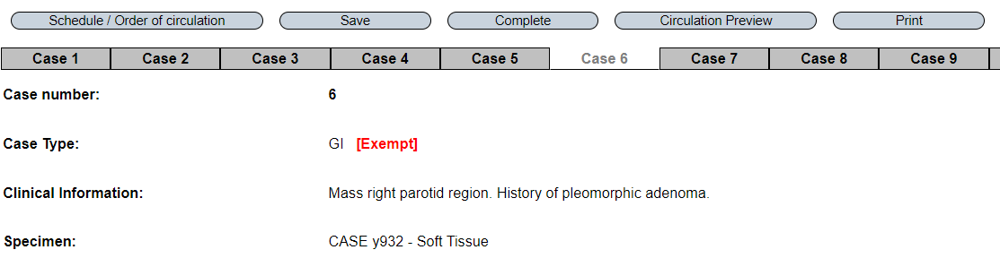 Schedule / Order of circulation Save Complete Circulation Preview Print
Case 1 Case 2 Case 3 Case 4 Case 5 Case 6 Case 7 Case 8 Case 9
Case number: 6
Case Type: GI [Exempt]
Clinical Information: Mass right parotid region. History of pleomorphic adenoma.
Specimen: CASE y932 - Soft Tissue